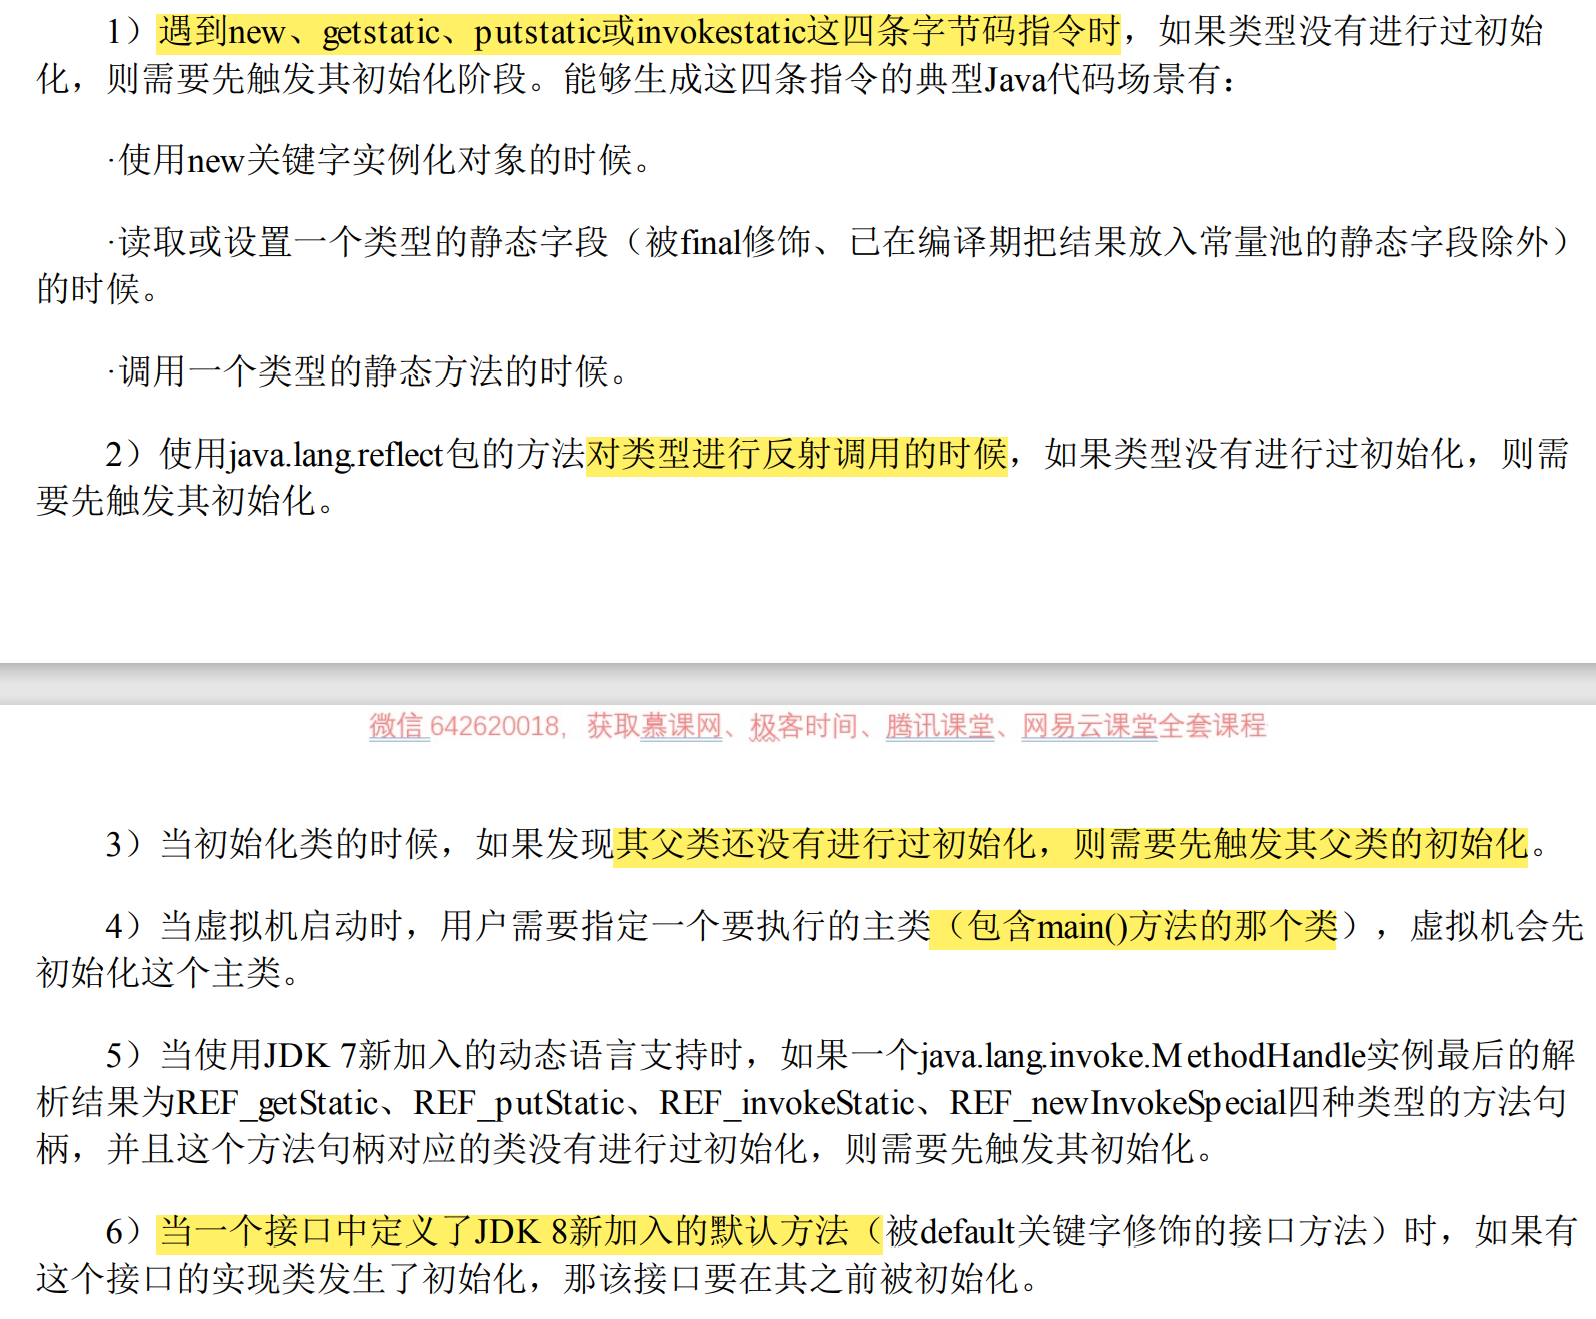 1）遇到new、getstatic、putstatic或invokestatic这四条字节码指令时，如果类型没有进行过初始
化，则需要先触发其初始化阶段。能够生成这四条指令的典型Java代码场景有：
·使用new关键字实例化对象的时候。
·读取或设置一个类型的静态字段（被final修饰、已在编译期把结果放入常量池的静态字段除外）
的时候。
·调用一个类型的静态方法的时候。
2）使用java.lang.reflect包的方法对类型进行反射调用的时候，如果类型没有进行过初始化，则需
要先触发其初始化。
微信 642620018，获取慕课网、极客时间、腾讯课堂、网易云课堂全套课程
3）当初始化类的时候，如果发现其父类还没有进行过初始化，则需要先触发其父类的初始化。
4）当虚拟机启动时，用户需要指定一个要执行的主类（包含main()方法的那个类），虚拟机会先
初始化这个主类。
5）当使用JDK 7新加入的动态语言支持时，如果一个java.lang.invoke.MethodHandle实例最后的解
析结果为REF_getStatic、REF_putStatic、REF_invokeStatic、REF_newInvokeSpecial四种类型的方法句
柄，并且这个方法句柄对应的类没有进行过初始化，则需要先触发其初始化。
6）当一个接口中定义了JDK 8新加入的默认方法（被default关键字修饰的接口方法）时，如果有
这个接口的实现类发生了初始化，那该接口要在其之前被初始化。